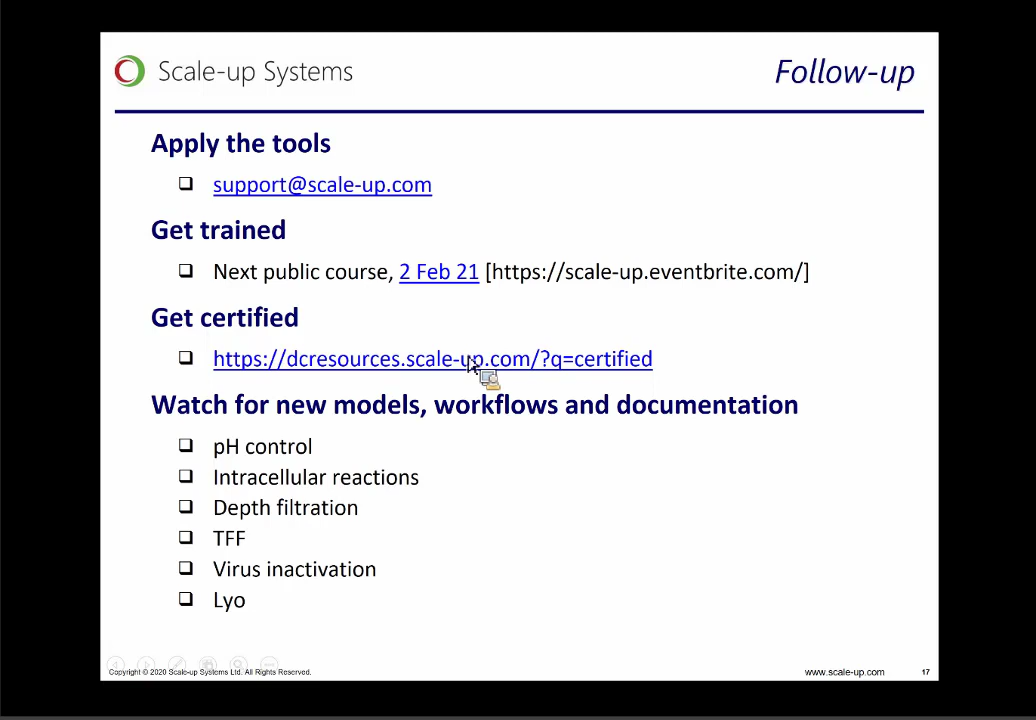 Scale-up Systems
Follow-up
Apply the tools
support@scale-up.com
Get trained
Next public course, 2 Feb 21 [https://scale-up.eventbrite.com/]
Get certified
https://dcresources.scale-up.com/?q=certified
Watch for new models, workflows and documentation
pH control
Intracellular reactions
Depth filtration
TFF
Virus inactivation
Lyo
Copyright © 2020 Scale-up Systems Ltd. All Rights Reserved.
www.scale-up.com
17